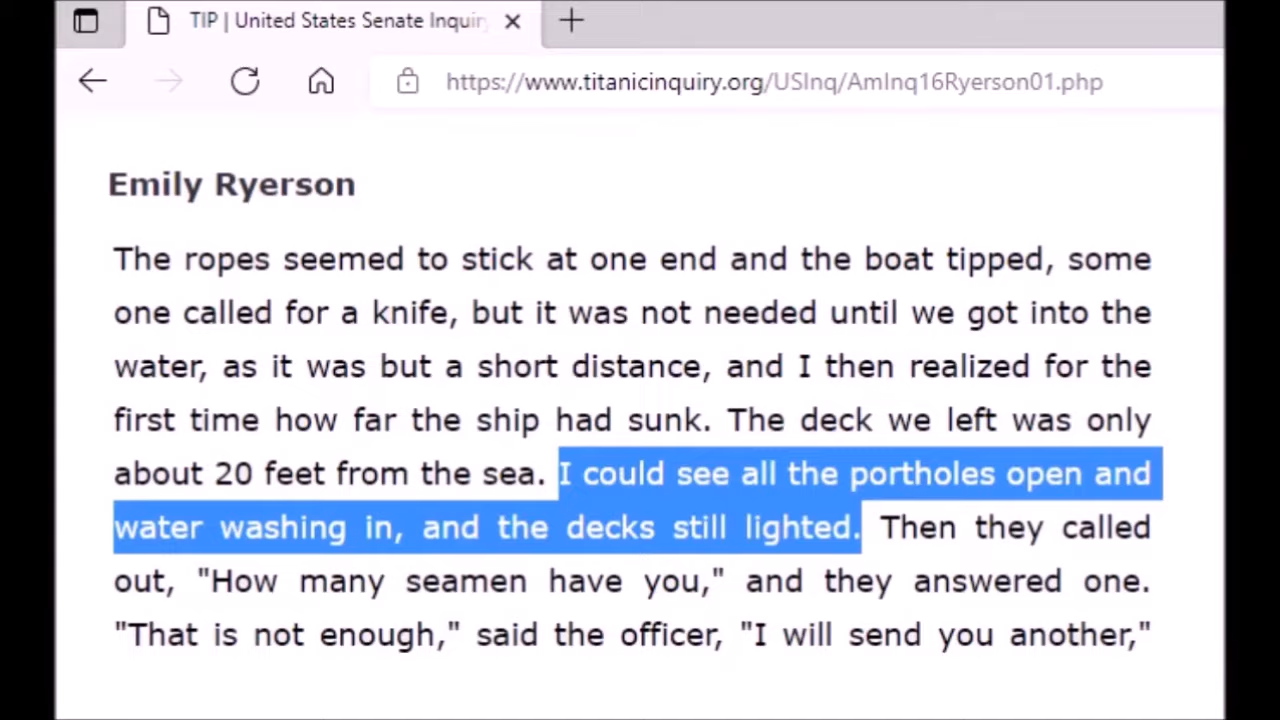 TIP | United States Senate Inquir
https://www.titanicinquiry.org/USInq/AmInq16Ryerson01.php
Emily Ryerson
The ropes seemed to stick at one end and the boat tipped, some
one called for a knife, but it was not needed until we got into the
water, as it was but a short distance, and I then realized for the
first time how far the ship had sunk. The deck we left was only
about 20 feet from the sea. I could see all the portholes open and
water washing in, and the decks still lighted. Then they called
out, "How many seamen have you," and they answered one.
"That is not enough," said the officer, "I will send you another,"